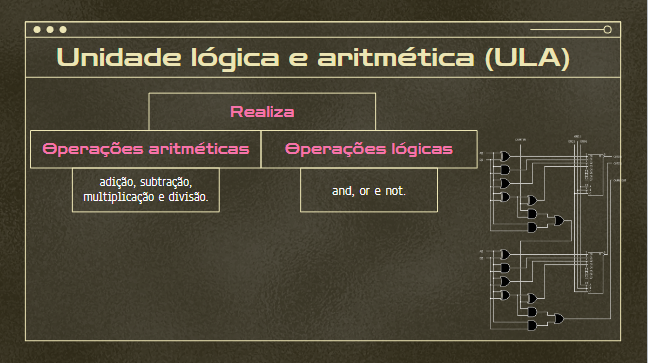 Unidade lógica e aritmética (ULA)
Realiza
Operações aritméticas
Operações lógicas
adição, subtração,
multiplicação e divisão.
and, or e not.